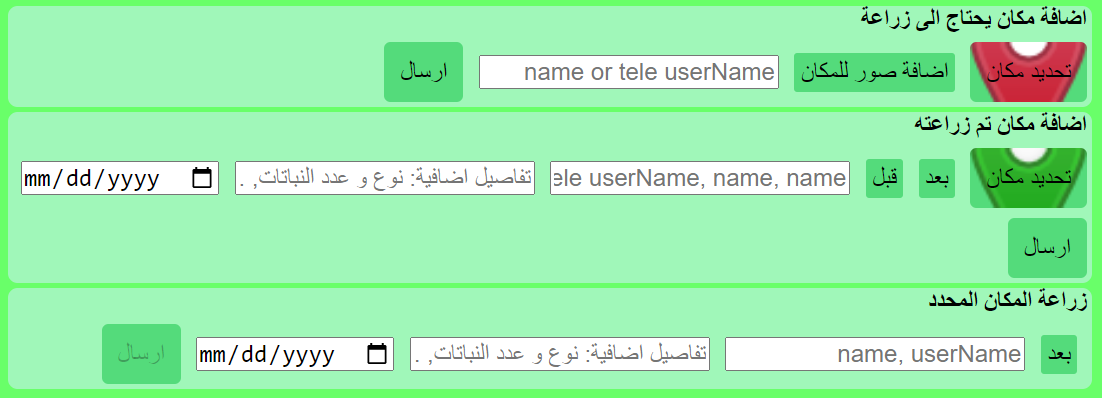 اضافة مكان يحتاج الى زراعة
تحديد مكان اضافة صور للمكان name or tele userName ارسال
اضافة مكان تم زراعته
تحديد مكان بعد قبل ele userName, name, name تفاصيل اضافية: نوع و عدد النباتات, . mm/dd/yyyy
ارسال
زراعة المكان المحدد
بعد name, userName تفاصيل اضافية: نوع و عدد النباتات, . mm/dd/yyyy ارسال